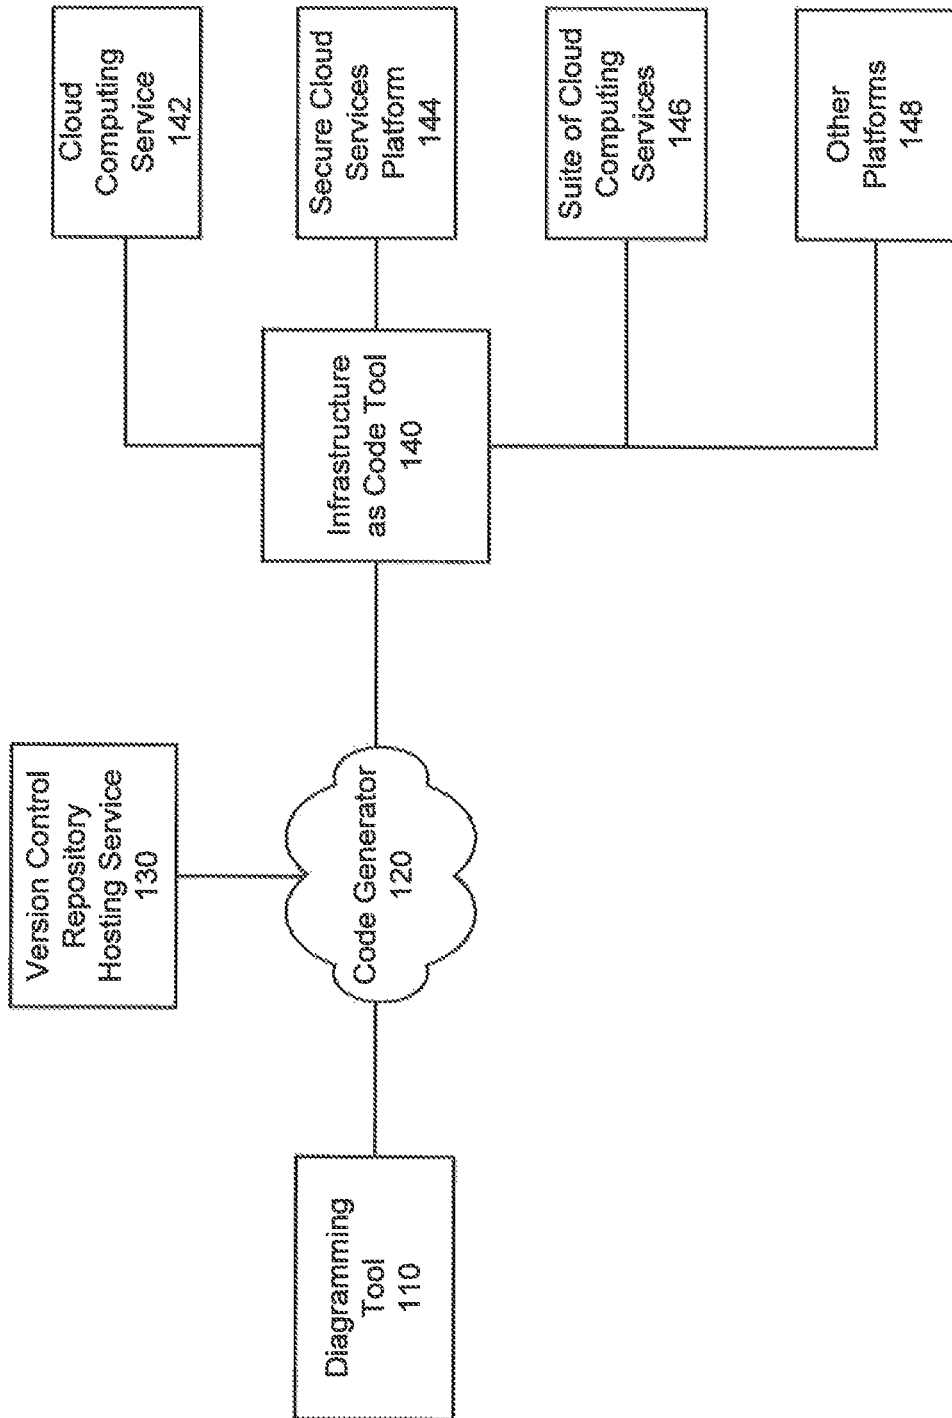 Diagramming
Tool
110
Version Control
Repository
Hosting Service
130
Code Generator
120
Infrastructure
as Code Tool
140
Cloud
Computing
Service
142
Secure Cloud
Services
Platform
144
Suite of Cloud
Computing
Services
146
Other
Platforms
148